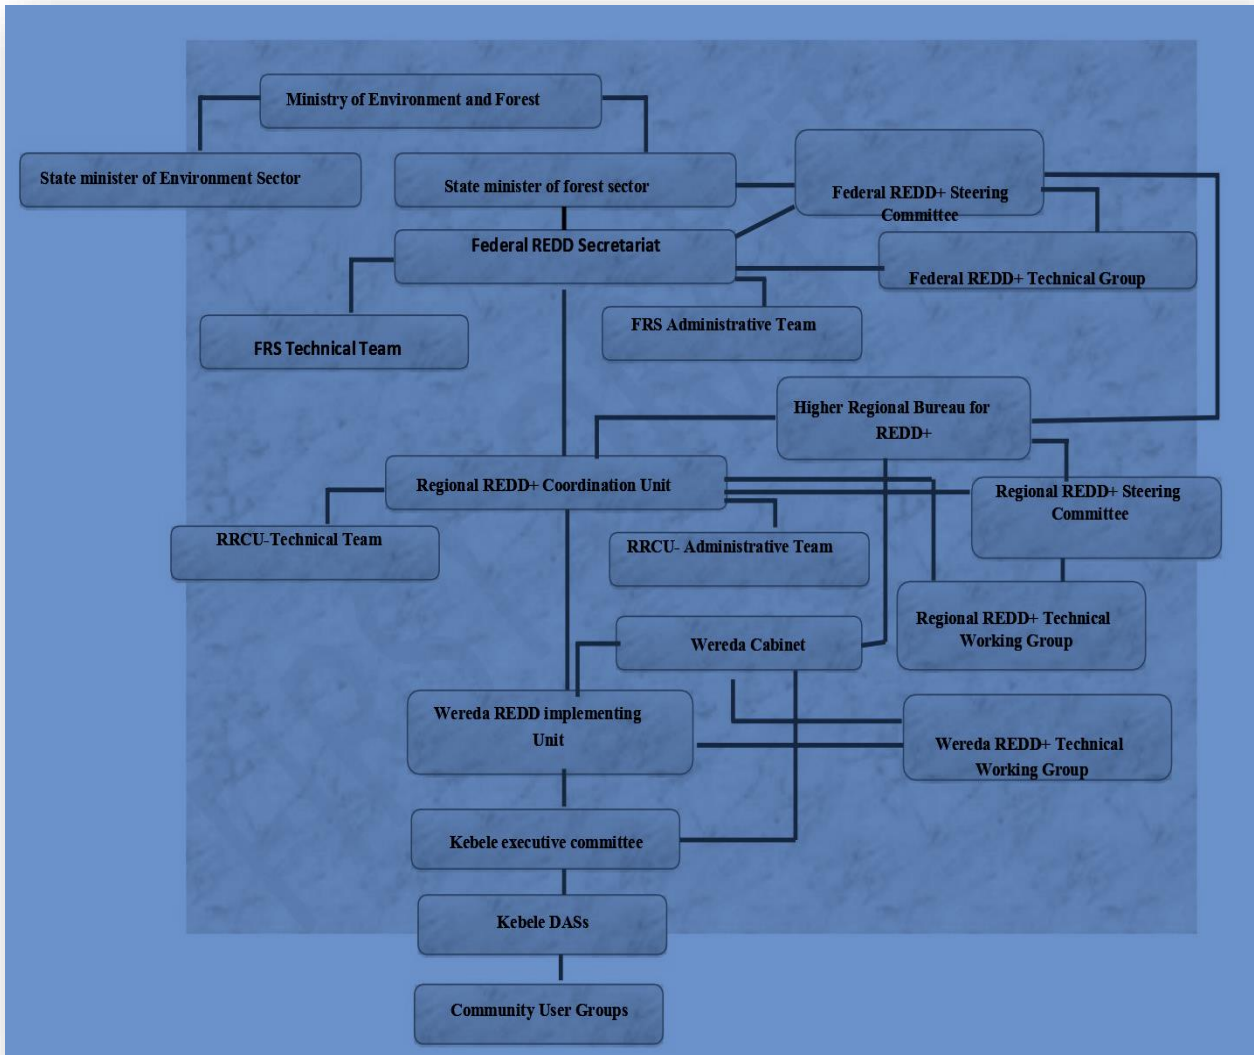 Ministry of Environment and Forest
State minister of Environment Sector
State minister of forest sector
Federal REDD+ Steering
Committee
Federal REDD Secretariat
Federal REDD+ Technical Group
FRS Administrative Team
FRS Technical Team
Higher Regional Bureau for
REDD+
Regional REDD+ Coordination Unit
Regional REDD+ Steering
Committee
RRCU-Technical Team
RRCU- Administrative Team
Regional REDD+ Technical
Working Group
Wereda Cabinet
Wereda REDD implementing
Unit
Wereda REDD+ Technical
Working Group
Kebele executive committee
Kebele DASs
Community User Groups